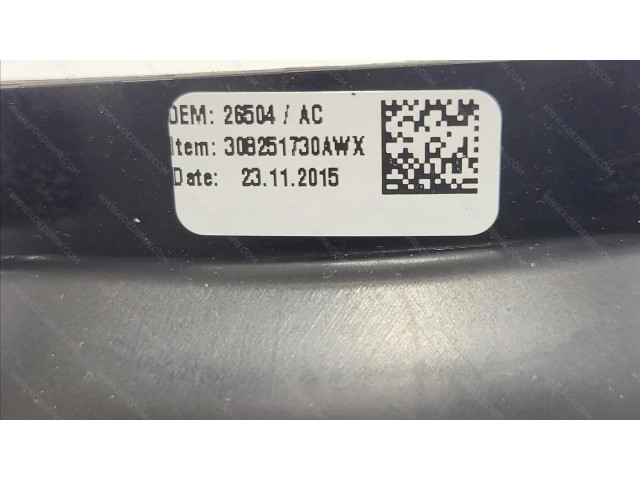 OEM: 26504 / AC
Item: 308251730AWX
Date: 23.11.2015